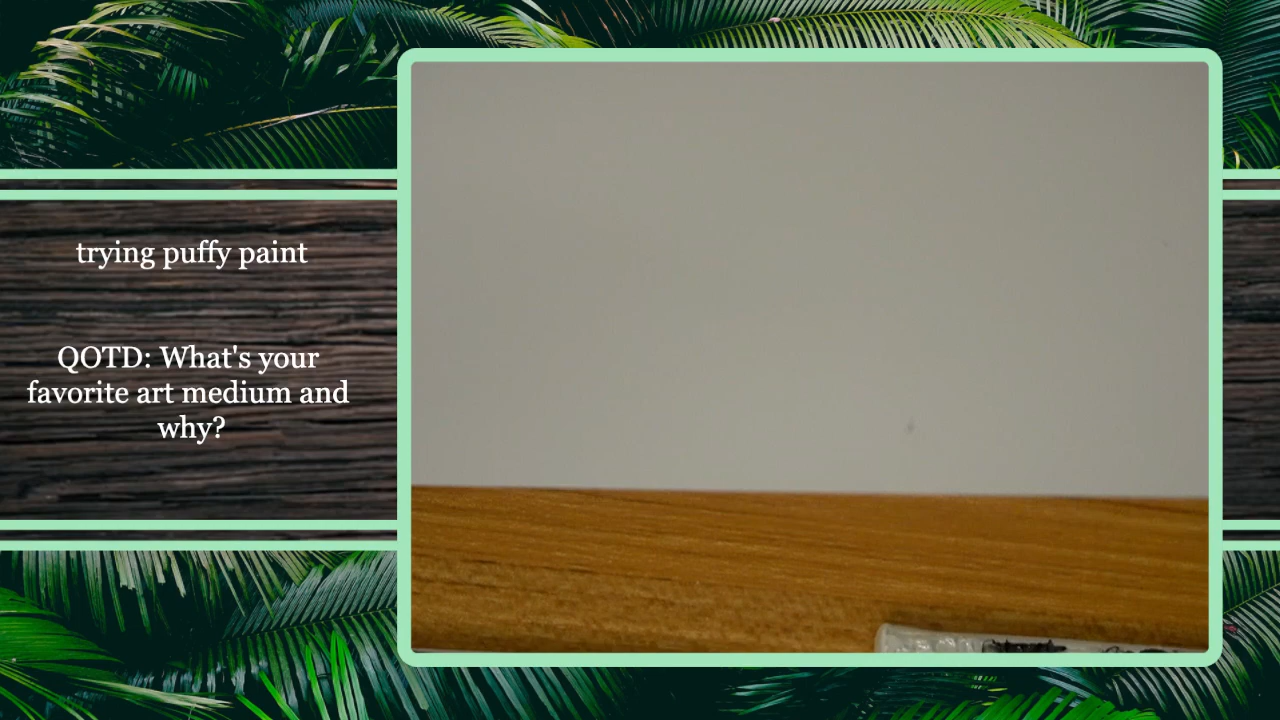 trying puffy paint
QOTD: What's your
favorite art medium and
why?